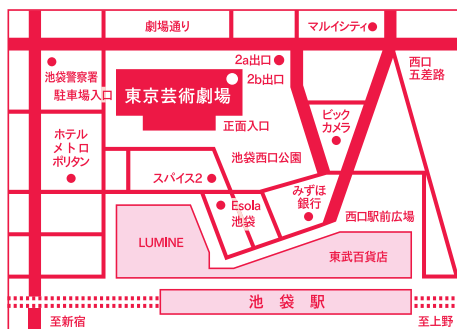 劇場通り
マルイシティ
2a出口
2b出口
西口
五差路
池袋警察署
駐車場入口
東京芸術劇場
正面入口
ビック
カメラ
ホテル
メトロ
ポリタン
池袋西口公園
スパイス2
Esola
池袋
みずほ
銀行
西口駅前広場
LUMINE
東武百貨店
池袋駅
至新宿
至上野